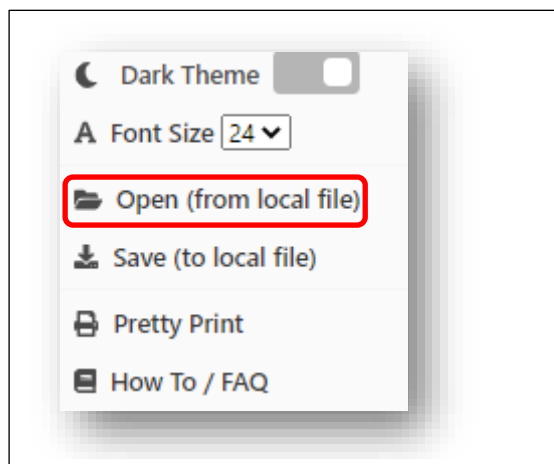 Dark Theme
Font Size 24
Open (from local file)
Save (to local file)
Pretty Print
How To / FAQ